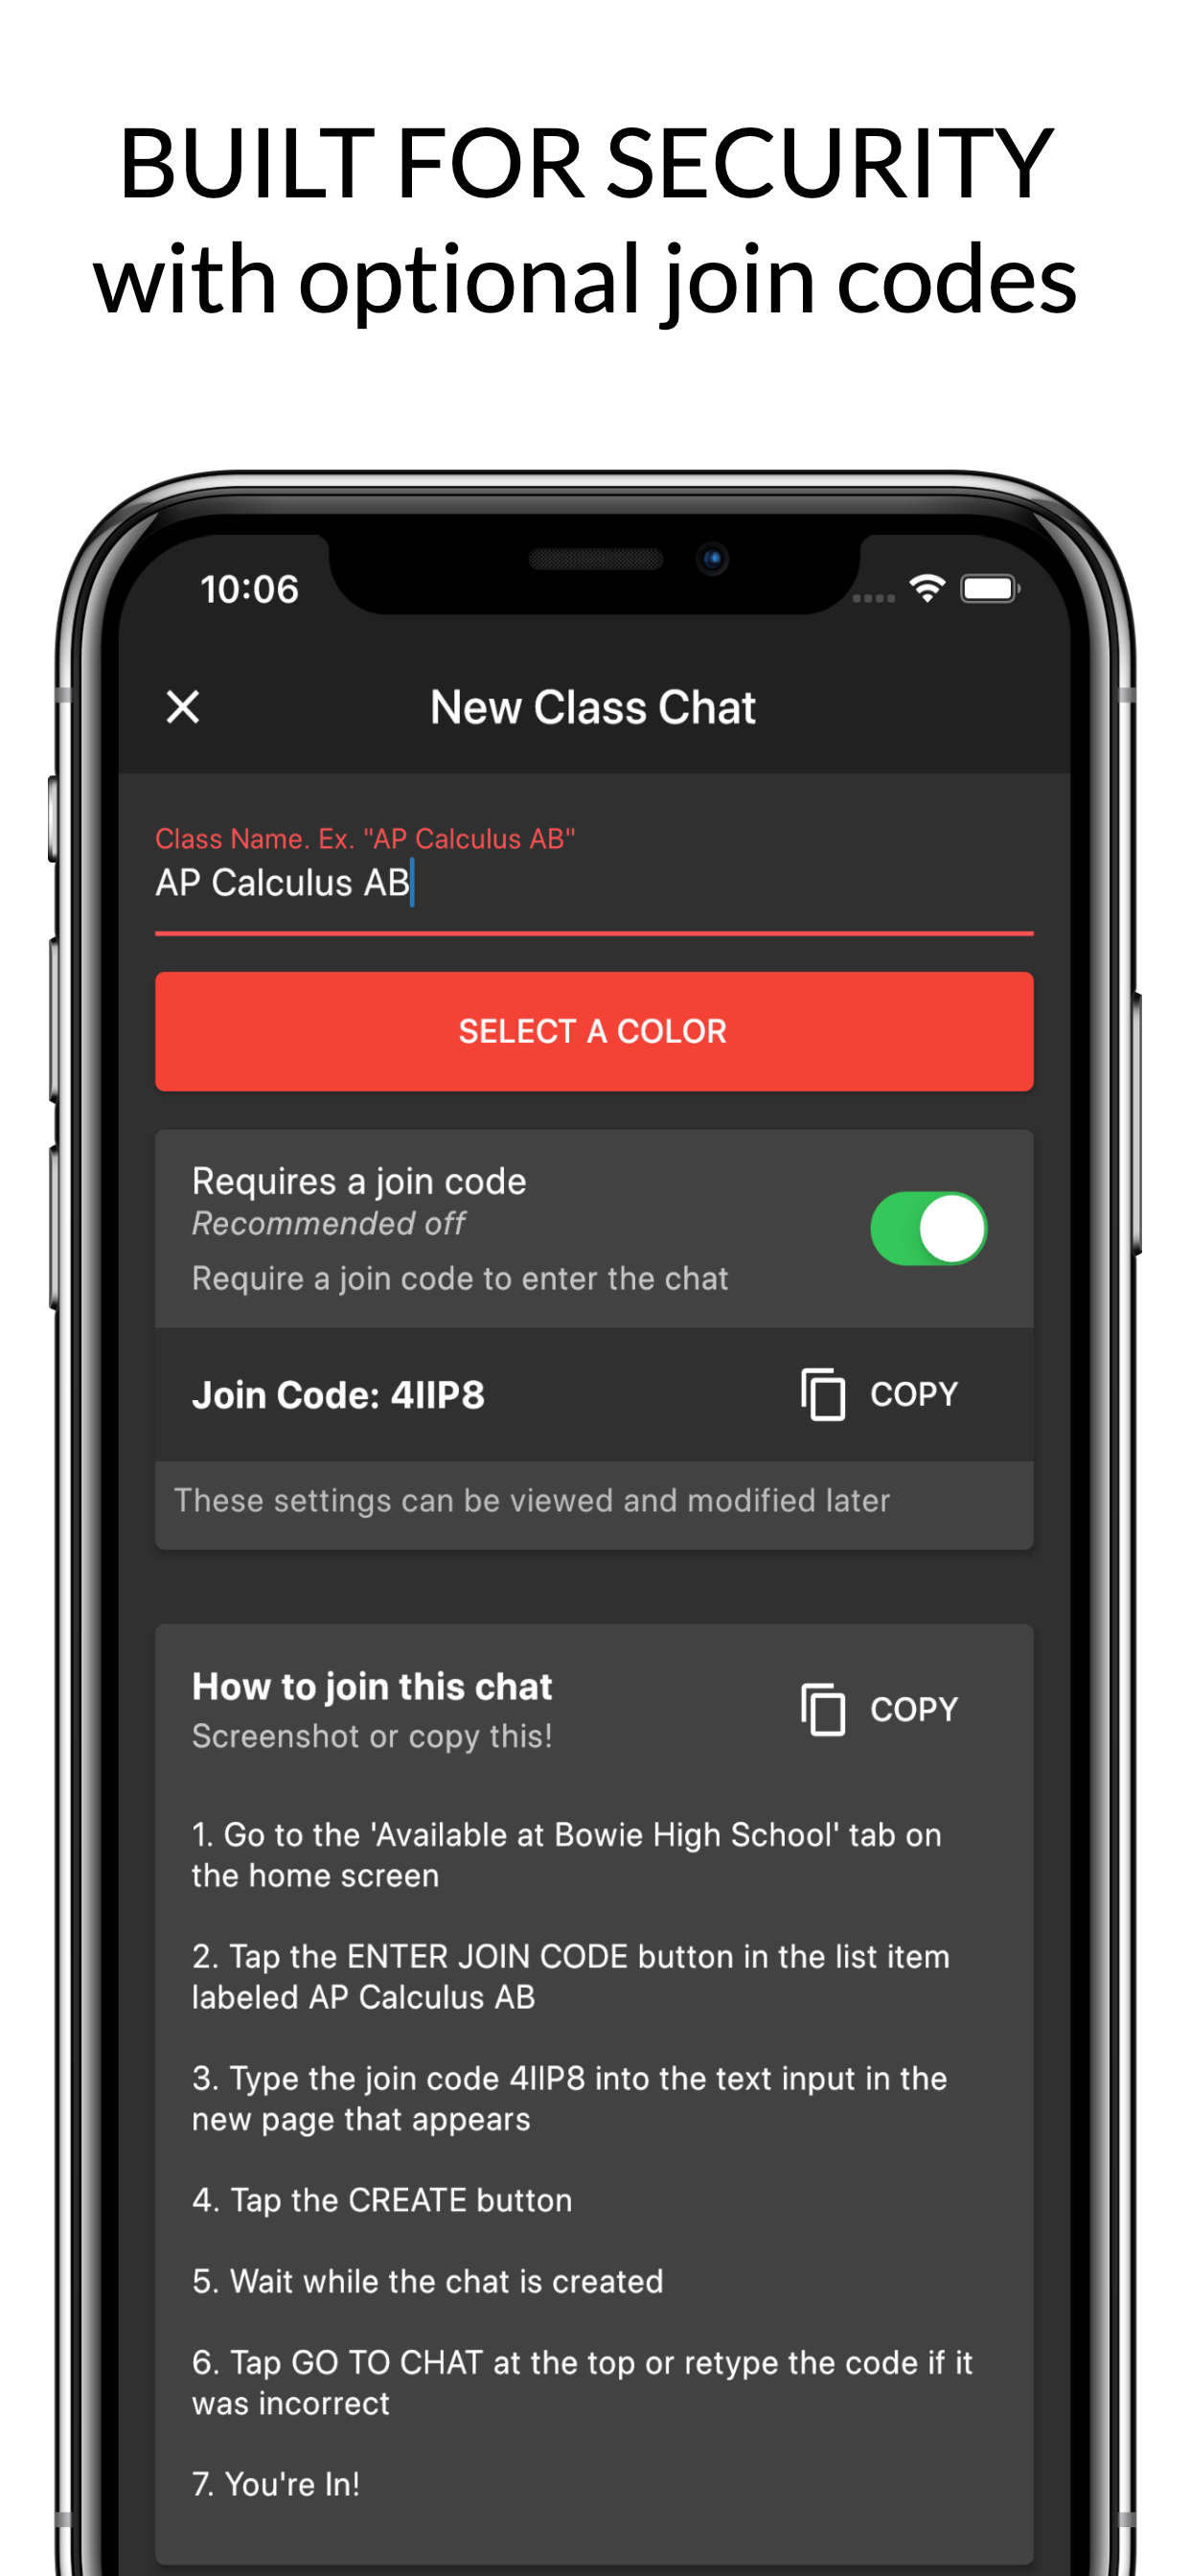 BUILT FOR SECURITY
with optional join codes
10:06
New Class Chat
Class Name. Ex. "AP Calculus AB"
AP Calculus AB
SELECT A COLOR
Requires a join code
Recommended off
Require a join code to enter the chat
Join Code: 4IIP8
COPY
These settings can be viewed and modified later
How to join this chat
COPY
Screenshot or copy this!
1. Go to the 'Available at Bowie High School' tab on
the home screen
2. Tap the ENTER JOIN CODE button in the list item
labeled AP Calculus AB
3. Type the join code 4IIP8 into the text input in the
new page that appears
4. Tap the CREATE button
5. Wait while the chat is created
6. Tap GO TO CHAT at the top or retype the code if it
was incorrect
7. You're In!